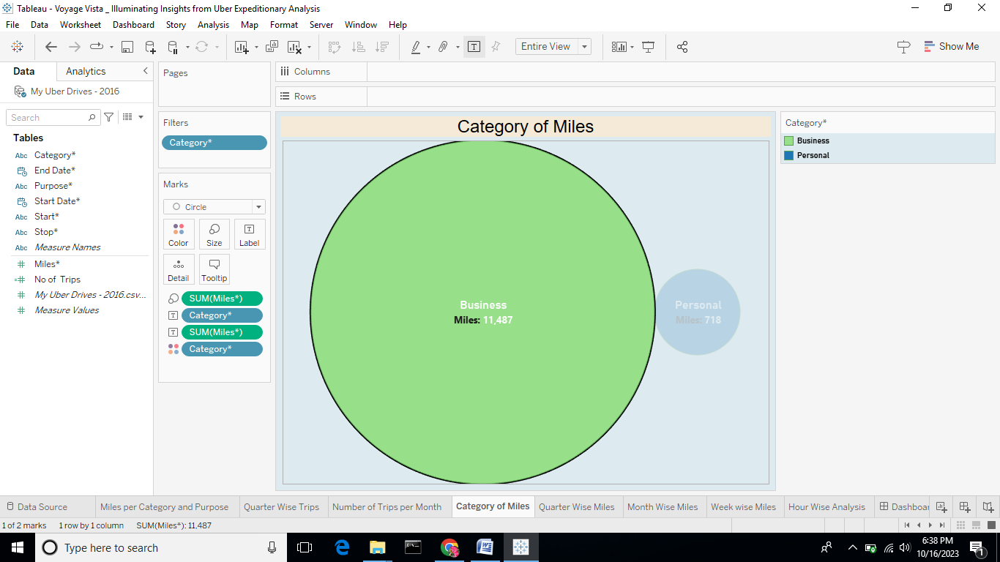 Tableau - Voyage Vista _ Illuminating Insights from Uber Expeditionary Analysis
File Data Worksheet Dashboard Story Analysis Map Format Server Window Help
Entire View
Show Me
Data Analytics
My Uber Drives - 2016
Search
Tables
Abc Category*
End Date*
Abc Purpose*
Start Date*
Abc Start*
Abc Stop*
Abc Measure Names
# Miles*
=# No of Trips
# My Uber Drives - 2016.csv...
# Measure Values
Pages
Filters
Category*
Marks
Circle
Color Size T Label
Detail Tooltip
SUM(Miles*)
T Category*
T SUM(Miles*)
Category*
Columns
Rows
Category of Miles
Business
Miles: 11,487
Personal
Miles: 718
Category*
Business
Personal
Data Source Miles per Category and Purpose Quarter Wise Trips Number of Trips per Month Category of Miles Quarter Wise Miles Month Wise Miles Week wise Miles Hour Wise Analysis Dashboar
1 of 2 marks 1 row by 1 column SUM(Miles*): 11,487
Type here to search
6:38 PM
10/16/2023
1